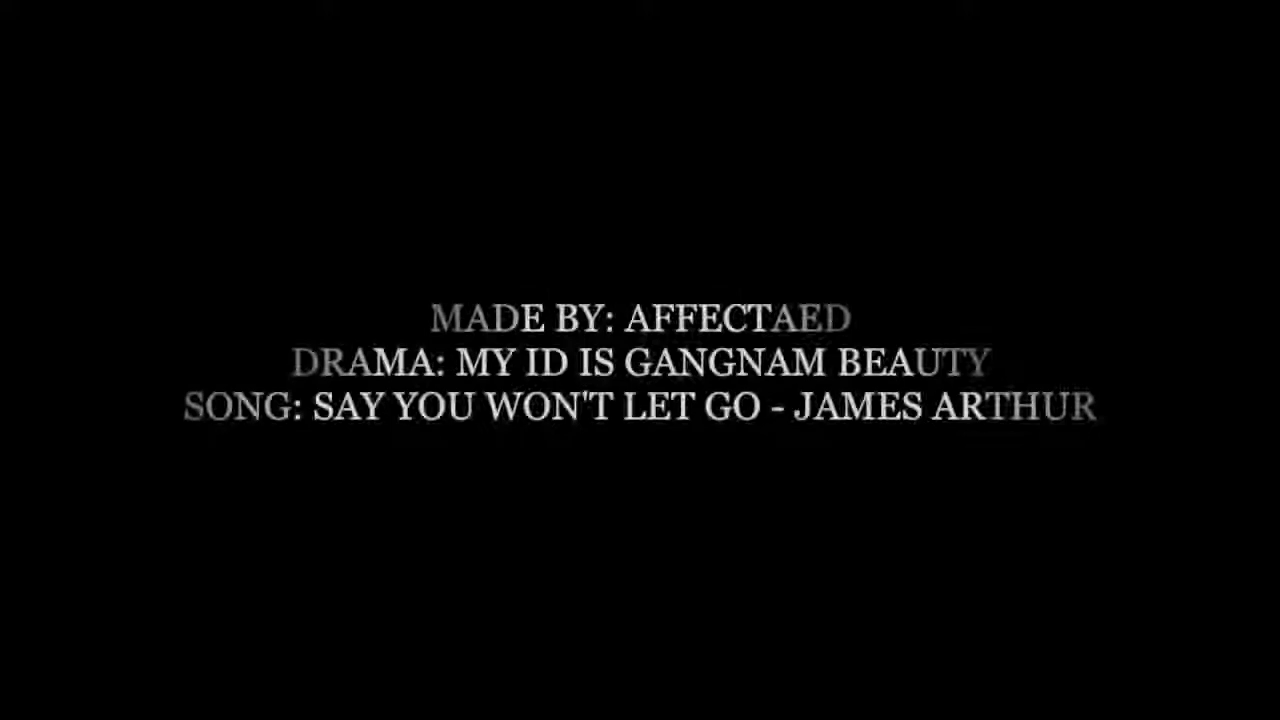 MADE BY: AFFECTAED
DRAMA: MY ID IS GANGNAM BEAUTY
SONG: SAY YOU WON'T LET GO - JAMES ARTHUR